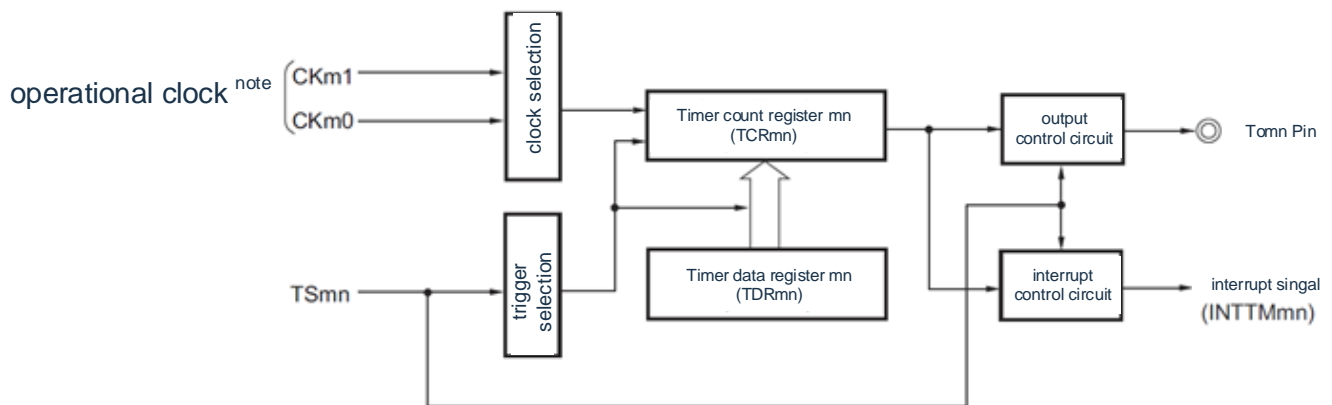 operational clock note
CKm1
CKm0
clock selection
Timer count register mn
(TCRmn)
output
control circuit
Tomn Pin
TSmn
trigger
selection
Timer data register mn
(TDRmn)
interrupt
control circuit
interrupt singal
(INTTMmn)